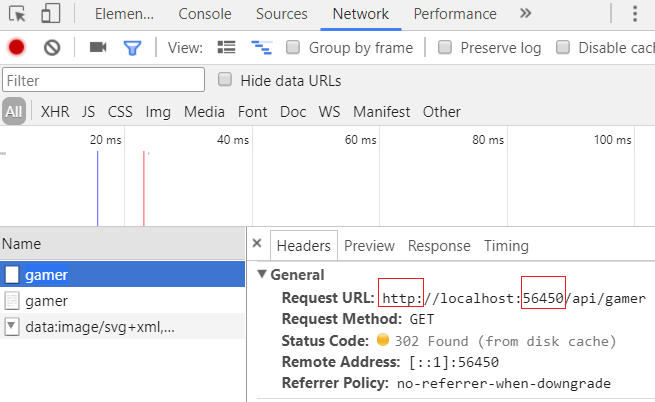 Elemen... Console Sources Network Performance »
View: Group by frame Preserve log Disable cac
Filter Hide data URLs
All XHR JS CSS Img Media Font Doc WS Manifest Other
20 ms 40 ms 60 ms 80 ms 100 ms
Name × Headers Preview Response Timing
gamer
gamer
data:image/svg+xml,...
▼ General
Request URL: http://localhost:56450/api/gamer
Request Method: GET
Status Code: 302 Found (from disk cache)
Remote Address: [::1]:56450
Referrer Policy: no-referrer-when-downgrade